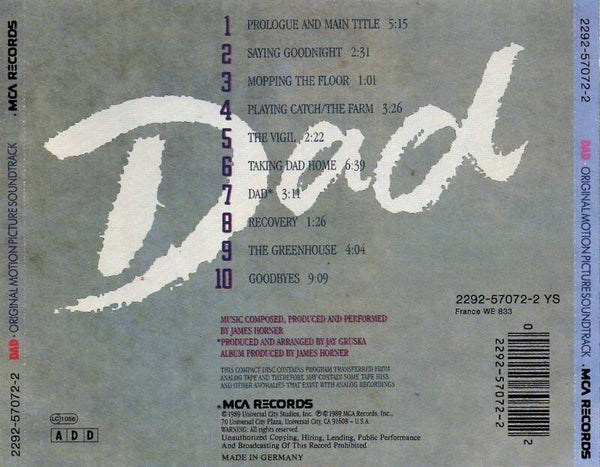 1 PROLOGUE AND MAIN TITLE 5:15
2 SAYING GOODNIGHT 2:31
3 MOPPING THE FLOOR 1:01
4 PLAYING CATCH/THE FARM 3:26
5 THE VIGIL 2:22
6 TAKING DAD HOME 6:39
7 DAD* 3:11
8 RECOVERY 1:26
9 THE GREENHOUSE 4:04
10 GOODBYES 9:09
Dad
MUSIC COMPOSED, PRODUCED AND PERFORMED
BY JAMES HORNER
*PRODUCED AND ARRANGED BY JAY GRUSKA
ALBUM PRODUCED BY JAMES HORNER
THIS COMPACT DISC CONTAINS PROGRAM TRANSFERRED FROM
ANALOG TAPE AND THEREFORE MAY CONTAIN SOME TAPE HISS
AND OTHER ANOMALIES THAT EXIST WITH ANALOG RECORDINGS
.MCA RECORDS
© 1989 Universal City Studios, Inc. ℗ © 1989 MCA Records, Inc.,
70 Universal City Plaza, Universal City, CA 91608 – U.S.A.
WARNING: All rights reserved.
Unauthorized Copying, Hiring, Lending, Public Performance
And Broadcasting Of This Record Prohibited
MADE IN GERMANY
2292-57072-2 YS
France WE 833
0 2292-57072-2 2
LC 1056
A D D
2292-57072-2 DAD · ORIGINAL MOTION PICTURE SOUNDTRACK .MCA RECORDS
2292-57072-2 DAD · ORIGINAL MOTION PICTURE SOUNDTRACK .MCA RECORDS